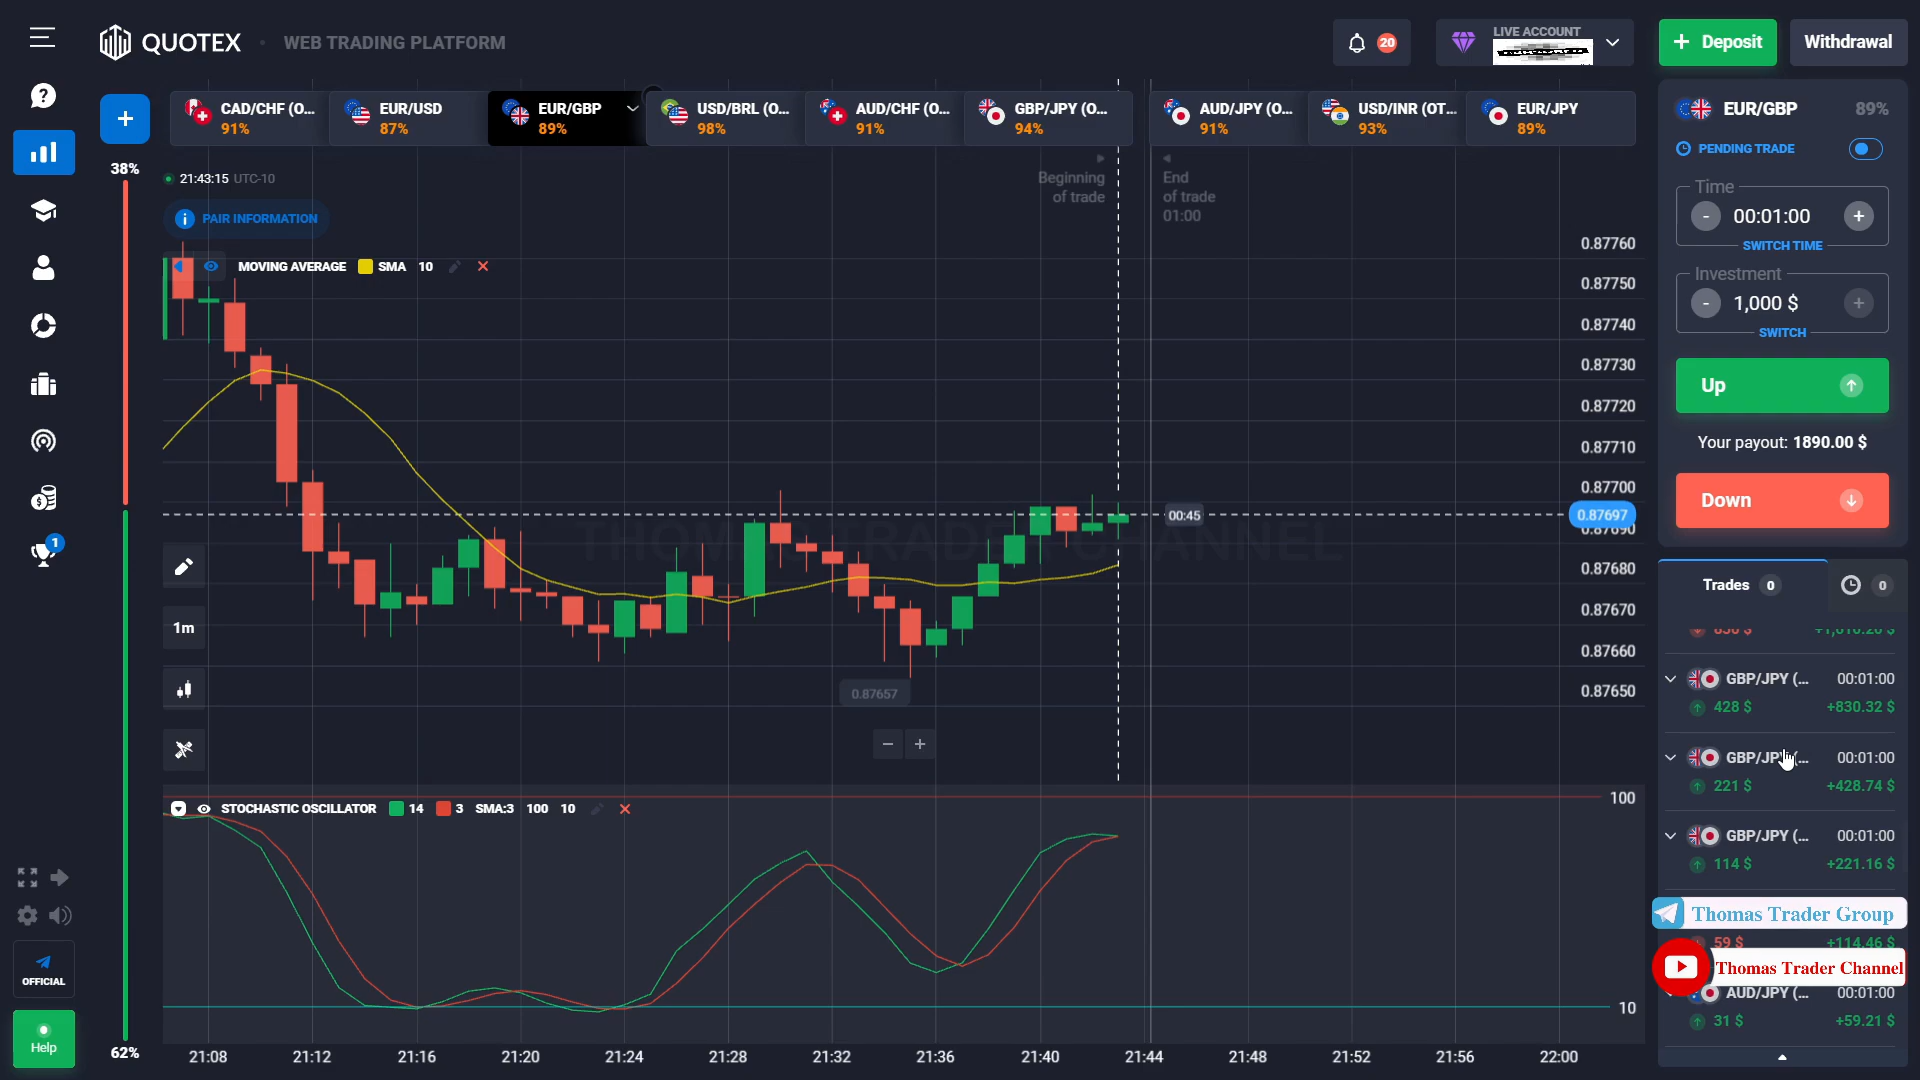 QUOTEX
WEB TRADING PLATFORM
20
LIVE ACCOUNT
+ Deposit
Withdrawal
CAD/CHF (O...
91%
EUR/USD
87%
EUR/GBP
89%
USD/BRL (O...
98%
AUD/CHF (O...
91%
GBP/JPY (O...
94%
AUD/JPY (O...
91%
USD/INR (OT...
93%
EUR/JPY
89%
38%
21:43:15 UTC-10
PAIR INFORMATION
MOVING AVERAGE SMA 10
Beginning
of trade
End
of trade
01:00
0.87760
0.87750
0.87740
0.87730
0.87720
0.87710
0.87700
0.87697
0.87690
0.87680
0.87670
0.87660
0.87650
00:45
THOMAS TRADER CHANNEL
0.87657
1m
STOCHASTIC OSCILLATOR 14 3 SMA:3 100 10
100
10
21:08
21:12
21:16
21:20
21:24
21:28
21:32
21:36
21:40
21:44
21:48
21:52
21:56
22:00
62%
1
OFFICIAL
Help
EUR/GBP 89%
PENDING TRADE
Time
- 00:01:00 +
SWITCH TIME
Investment
- 1,000 $ +
SWITCH
Up
Your payout: 1890.00 $
Down
Trades 0
0
GBP/JPY (... 00:01:00
428 $ +830.32 $
GBP/JPY (... 00:01:00
221 $ +428.74 $
GBP/JPY (... 00:01:00
114 $ +221.16 $
Thomas Trader Group
59 $ +114.46 $
Thomas Trader Channel
AUD/JPY (... 00:01:00
31 $ +59.21 $